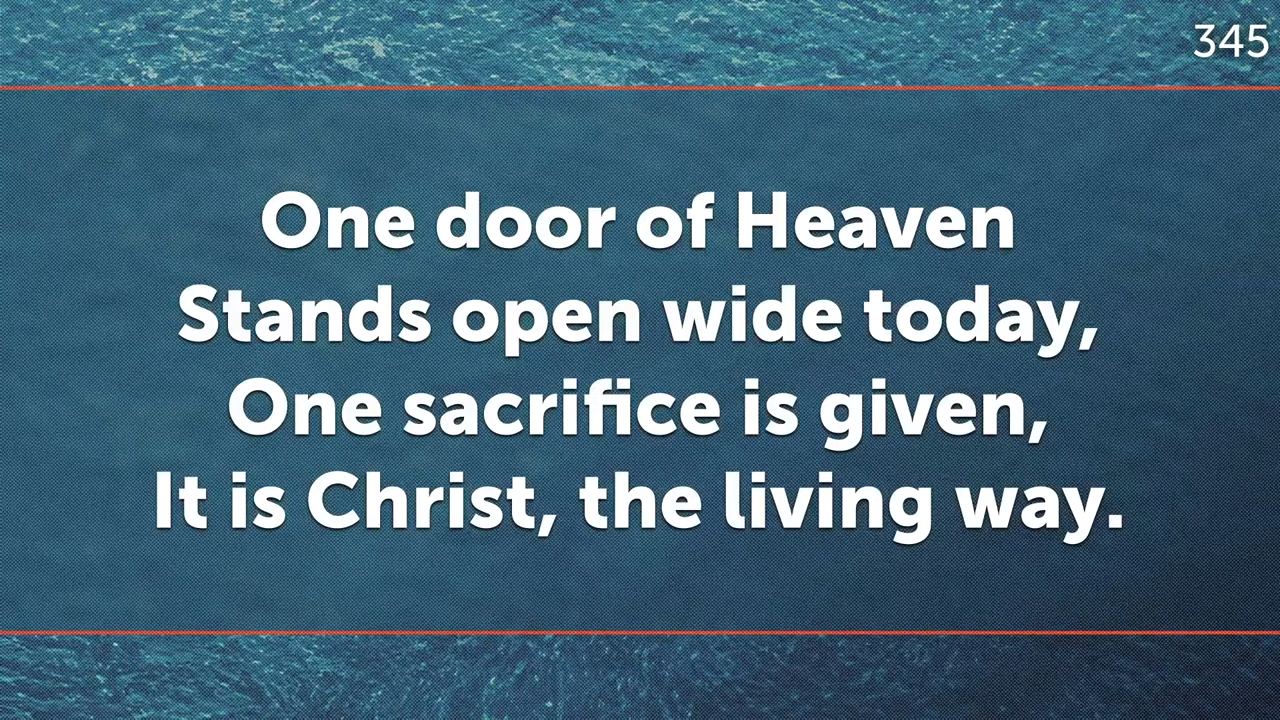 345
One door of Heaven
Stands open wide today,
One sacrifice is given,
It is Christ, the living way.